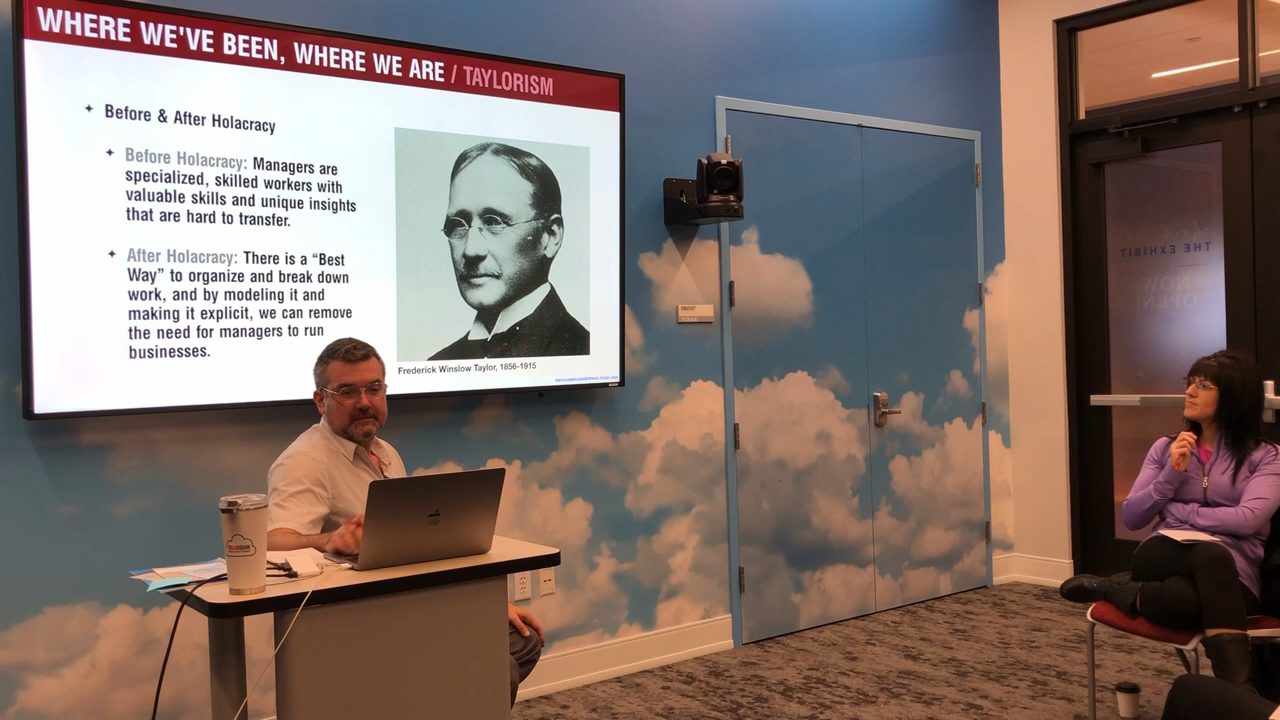 WHERE WE'VE BEEN, WHERE WE ARE / TAYLORISM
Before & After Holacracy
Before Holacracy: Managers are
specialized, skilled workers with
valuable skills and unique insights
that are hard to transfer.
After Holacracy: There is a “Best
Way” to organize and break down
work, and by modeling it and
making it explicit, we can remove
the need for managers to run
businesses.
Frederick Winslow Taylor, 1856-1915
THE EXHIBIT
NOW
OPEN!